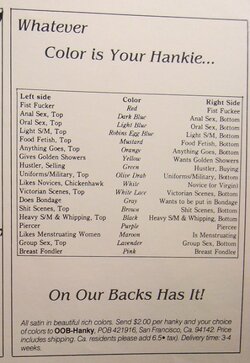 Whatever
Color is Your Hankie...
Left side Color Right Side
Fist Fucker Red Fist Fuckee
Anal Sex, Top Dark Blue Anal Sex, Bottom
Oral Sex, Top Light Blue Oral Sex, Bottom
Light S/M, Top Robins Egg Blue Light S/M, Bottom
Food Fetish, Top Mustard Food Fetish, Bottom
Anything Goes, Top Orange Anything Goes, Bottom
Gives Golden Showers Yellow Wants Golden Showers
Hustler, Selling Green Hustler, Buying
Uniforms/Military, Top Olive Drab Uniforms/Military, Bottom
Likes Novices, Chickenhawk White Novice (or Virgin)
Victorian Scenes, Top White Lace Victorian Scenes, Bottom
Does Bondage Gray Wants to be put in Bondage
Shit Scenes, Top Brown Shit Scenes, Bottom
Heavy S/M & Whipping, Top Black Heavy S/M & Whipping, Bottom
Piercer Purple Piercee
Likes Menstruating Women Maroon Is Menstruating
Group Sex, Top Lavender Group Sex, Bottom
Breast Fondler Pink Breast Fondlee
On Our Backs Has It!
All satin in beautiful rich colors. Send $2.00 per hanky and your choice
of colors to OOB-Hanky, POB 421916, San Francisco, Ca. 94142. Price
includes shipping. Ca. residents please add 6.5• tax). Delivery time: 3-4
weeks.